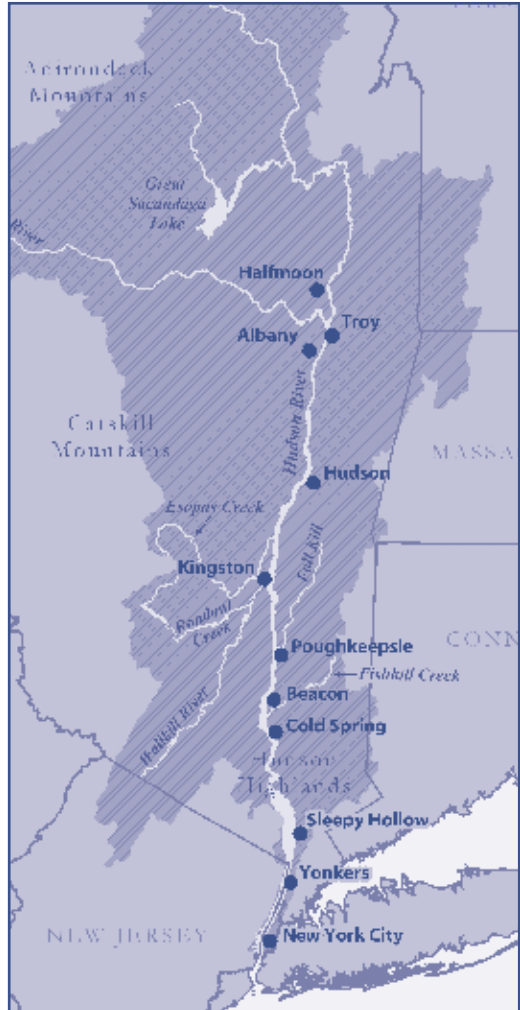 Adirondack
Mountains
Great
Sacandaga
Lake
River
Halfmoon
Troy
Albany
Hudson River
Catskill
Mountains
MASSA
Hudson
Esopus Creek
Fall Kill
Kingston
Rondout
Creek
CONN
Poughkeepsie
Fishkill Creek
Beacon
Wallkill River
Cold Spring
Hudson
Highlands
Sleepy Hollow
Yonkers
NEW JERSEY
New York City